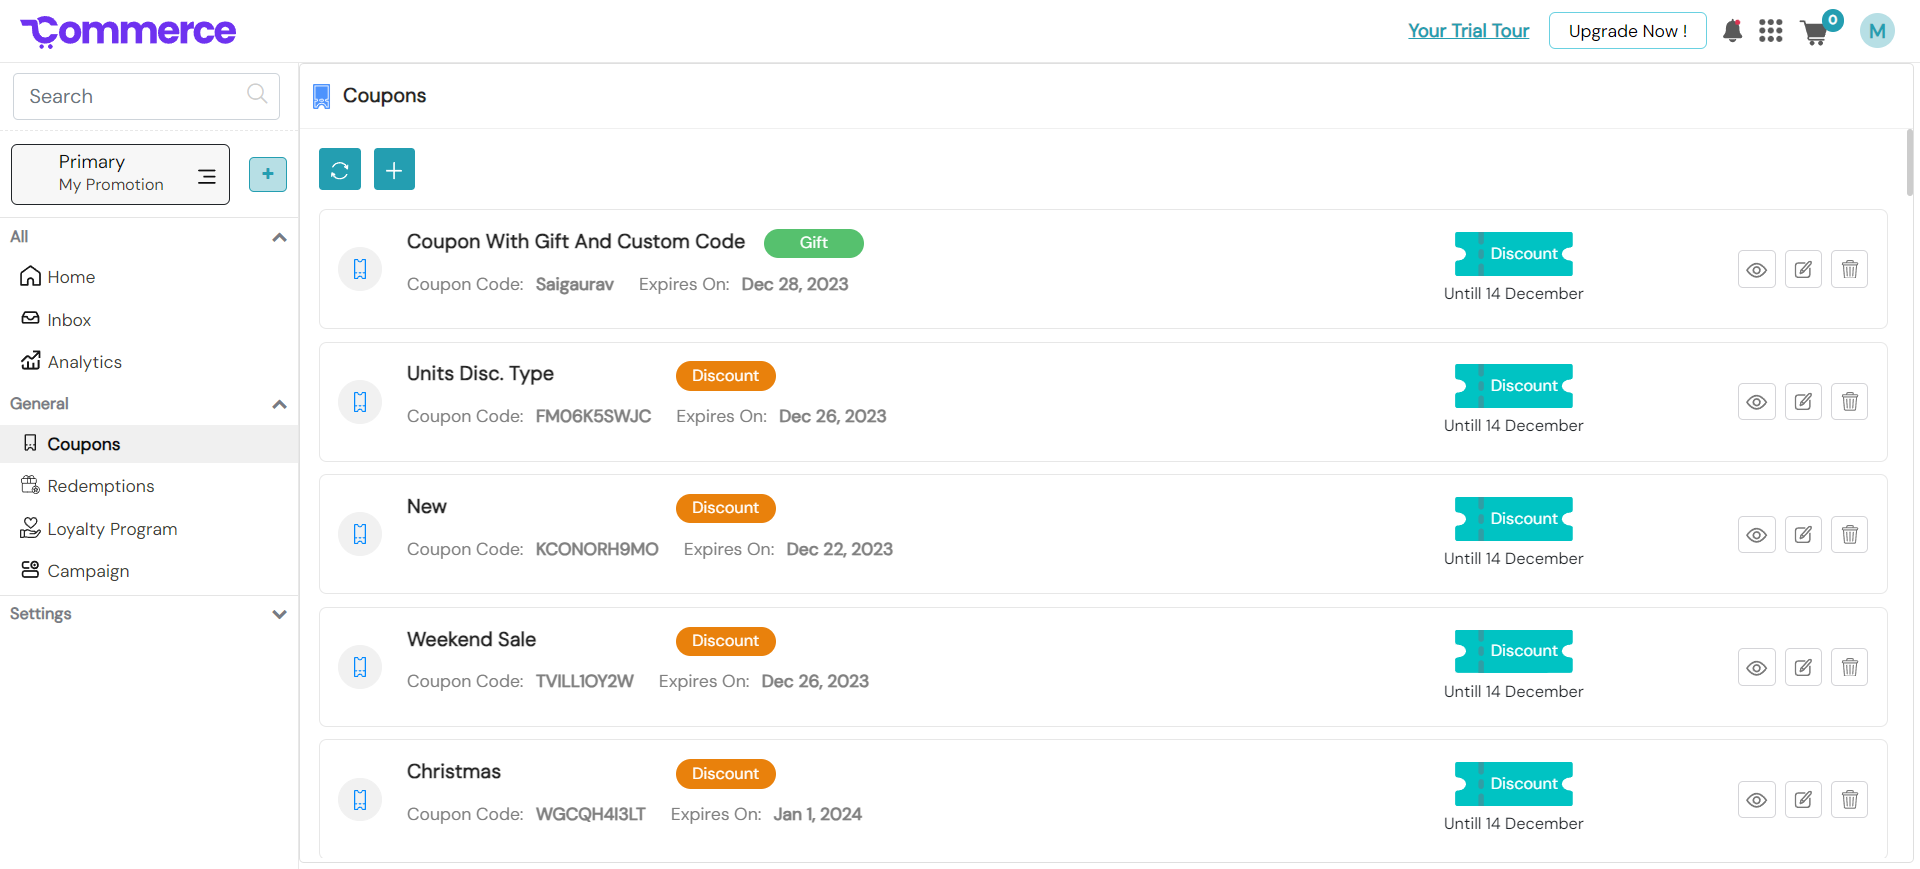 Commerce
Your Trial Tour
Upgrade Now !
0
M
Search
Coupons
Primary
My Promotion
+
All
Home
Inbox
Analytics
General
Coupons
Redemptions
Loyalty Program
Campaign
Settings
Coupon With Gift And Custom Code Gift
Coupon Code: Saigaurav Expires On: Dec 28, 2023
Discount
Untill 14 December
Units Disc. Type Discount
Coupon Code: FM06K5SWJC Expires On: Dec 26, 2023
Discount
Untill 14 December
New Discount
Coupon Code: KCONORH9MO Expires On: Dec 22, 2023
Discount
Untill 14 December
Weekend Sale Discount
Coupon Code: TVILL1OY2W Expires On: Dec 26, 2023
Discount
Untill 14 December
Christmas Discount
Coupon Code: WGCQH4I3LT Expires On: Jan 1, 2024
Discount
Untill 14 December